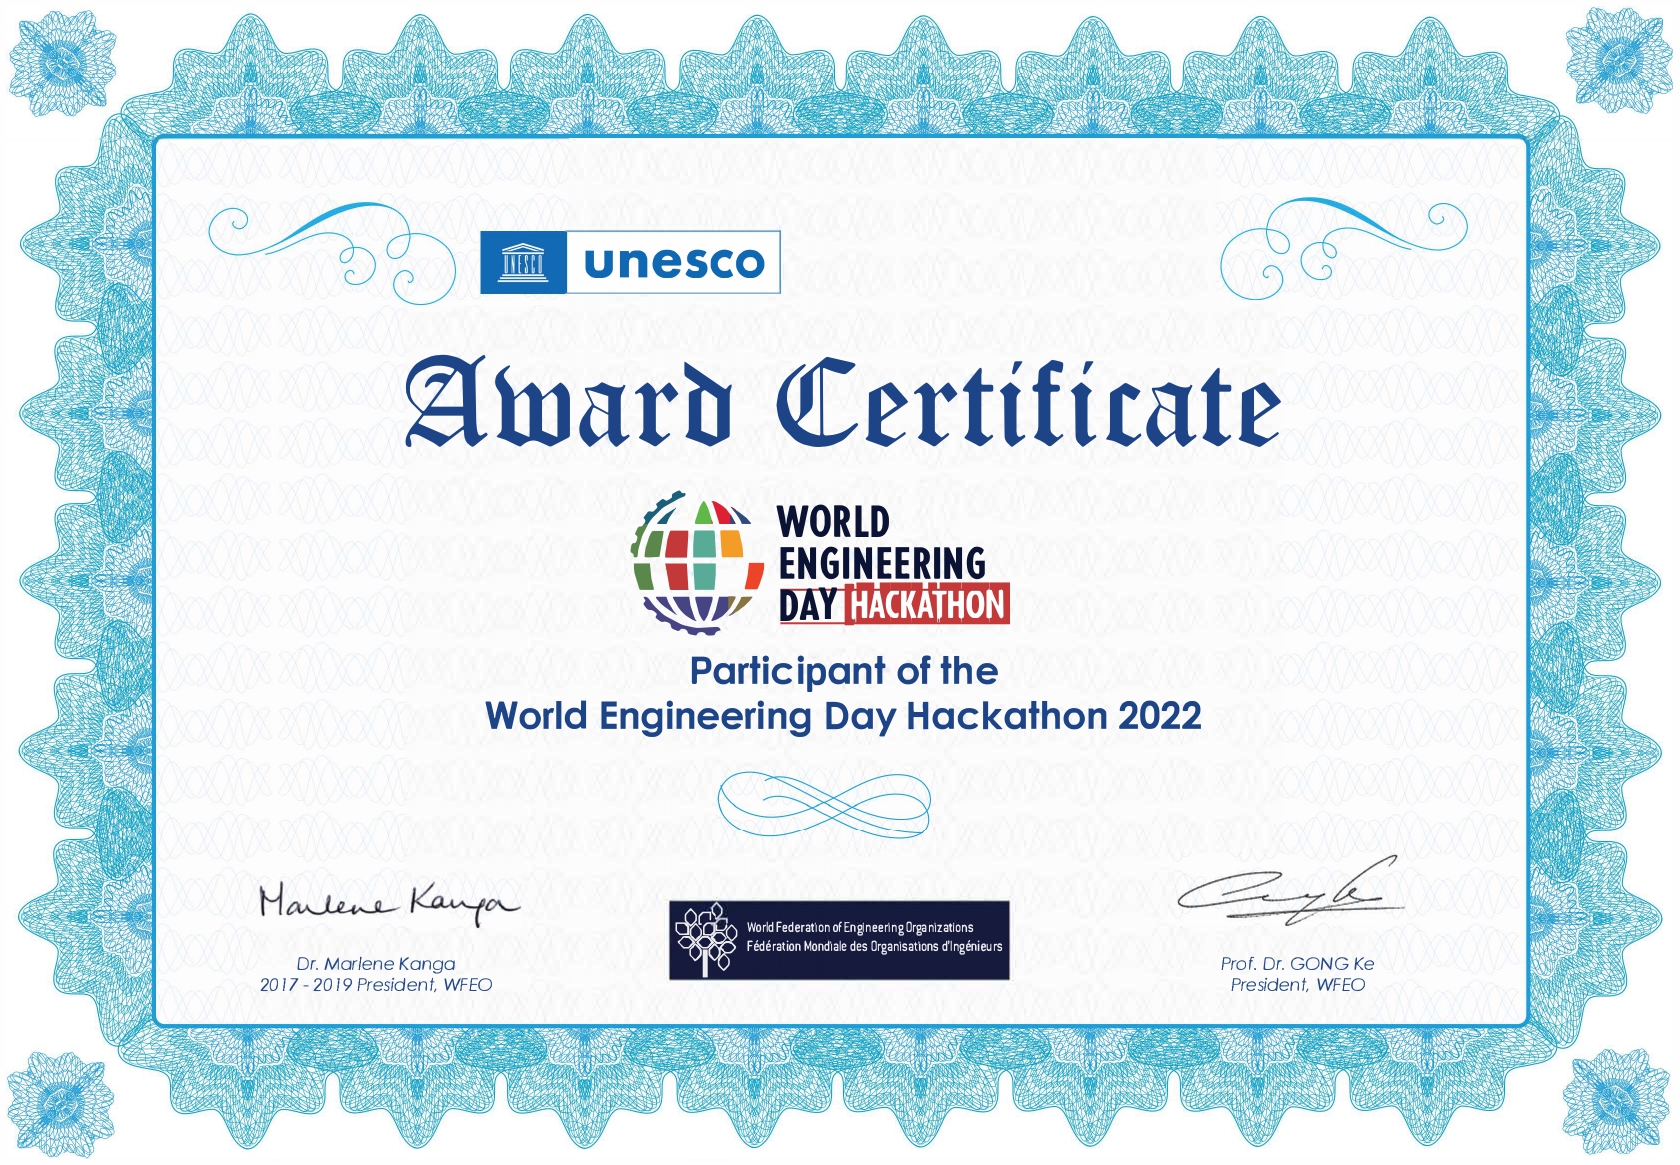 UNESCO
unesco
Award Certificate
WORLD
ENGINEERING
DAY HACKATHON
Participant of the
World Engineering Day Hackathon 2022
Marlene Kanga
World Federation of Engineering Organizations
Fédération Mondiale des Organisations d'Ingénieurs
Dr. Marlene Kanga
2017 - 2019 President, WFEO
Prof. Dr. GONG Ke
President, WFEO